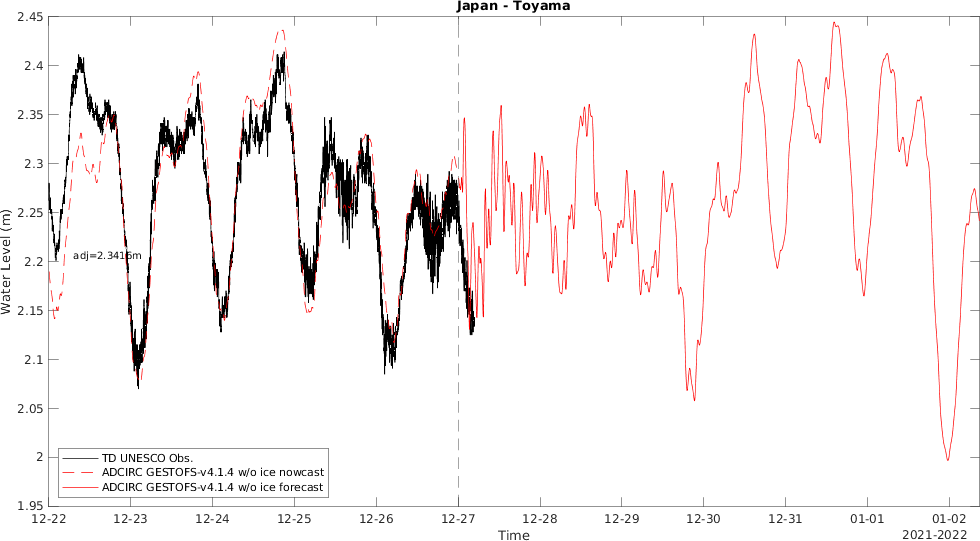 Japan - Toyama
2.45
2.4
2.35
2.3
2.25
2.2
2.15
2.1
2.05
2
1.95
Water Level (m)
adj=2.3416m
TD UNESCO Obs.
ADCIRC GESTOFS-v4.1.4 w/o ice nowcast
ADCIRC GESTOFS-v4.1.4 w/o ice forecast
12-22 12-23 12-24 12-25 12-26 12-27 12-28 12-29 12-30 12-31 01-01 01-02
Time
2021-2022